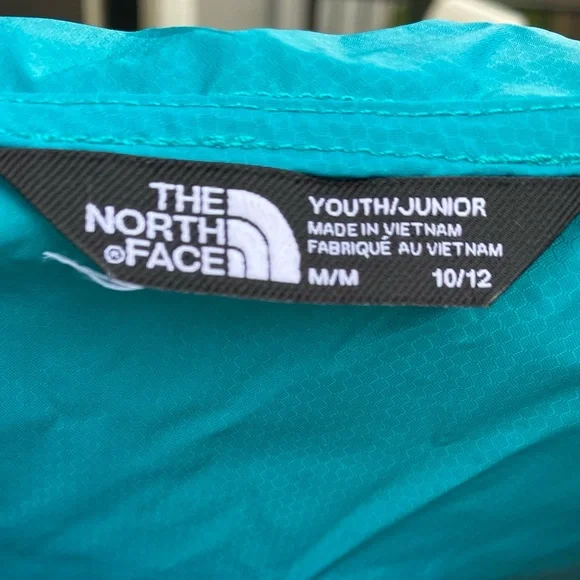 THE
NORTH
®FACE
YOUTH/JUNIOR
MADE IN VIETNAM
FABRIQUÉ AU VIETNAM
M/M 10/12